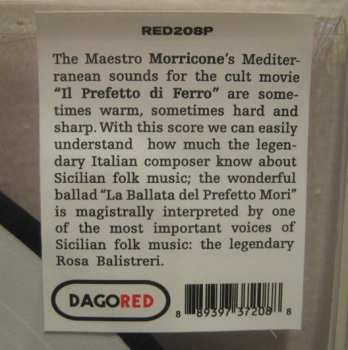 RED208P
The Maestro Morricone's Mediter-
ranean sounds for the cult movie
"Il Prefetto di Ferro" are some-
times warm, sometimes hard and
sharp. With this score we can easily
understand how much the legen-
dary Italian composer know about
Sicilian folk music; the wonderful
ballad "La Ballata del Prefetto Mori"
is magistrally interpreted by one
of the most important voices of
Sicilian folk music: the legendary
Rosa Balistreri.
DAGORED
8 89397 37208 8